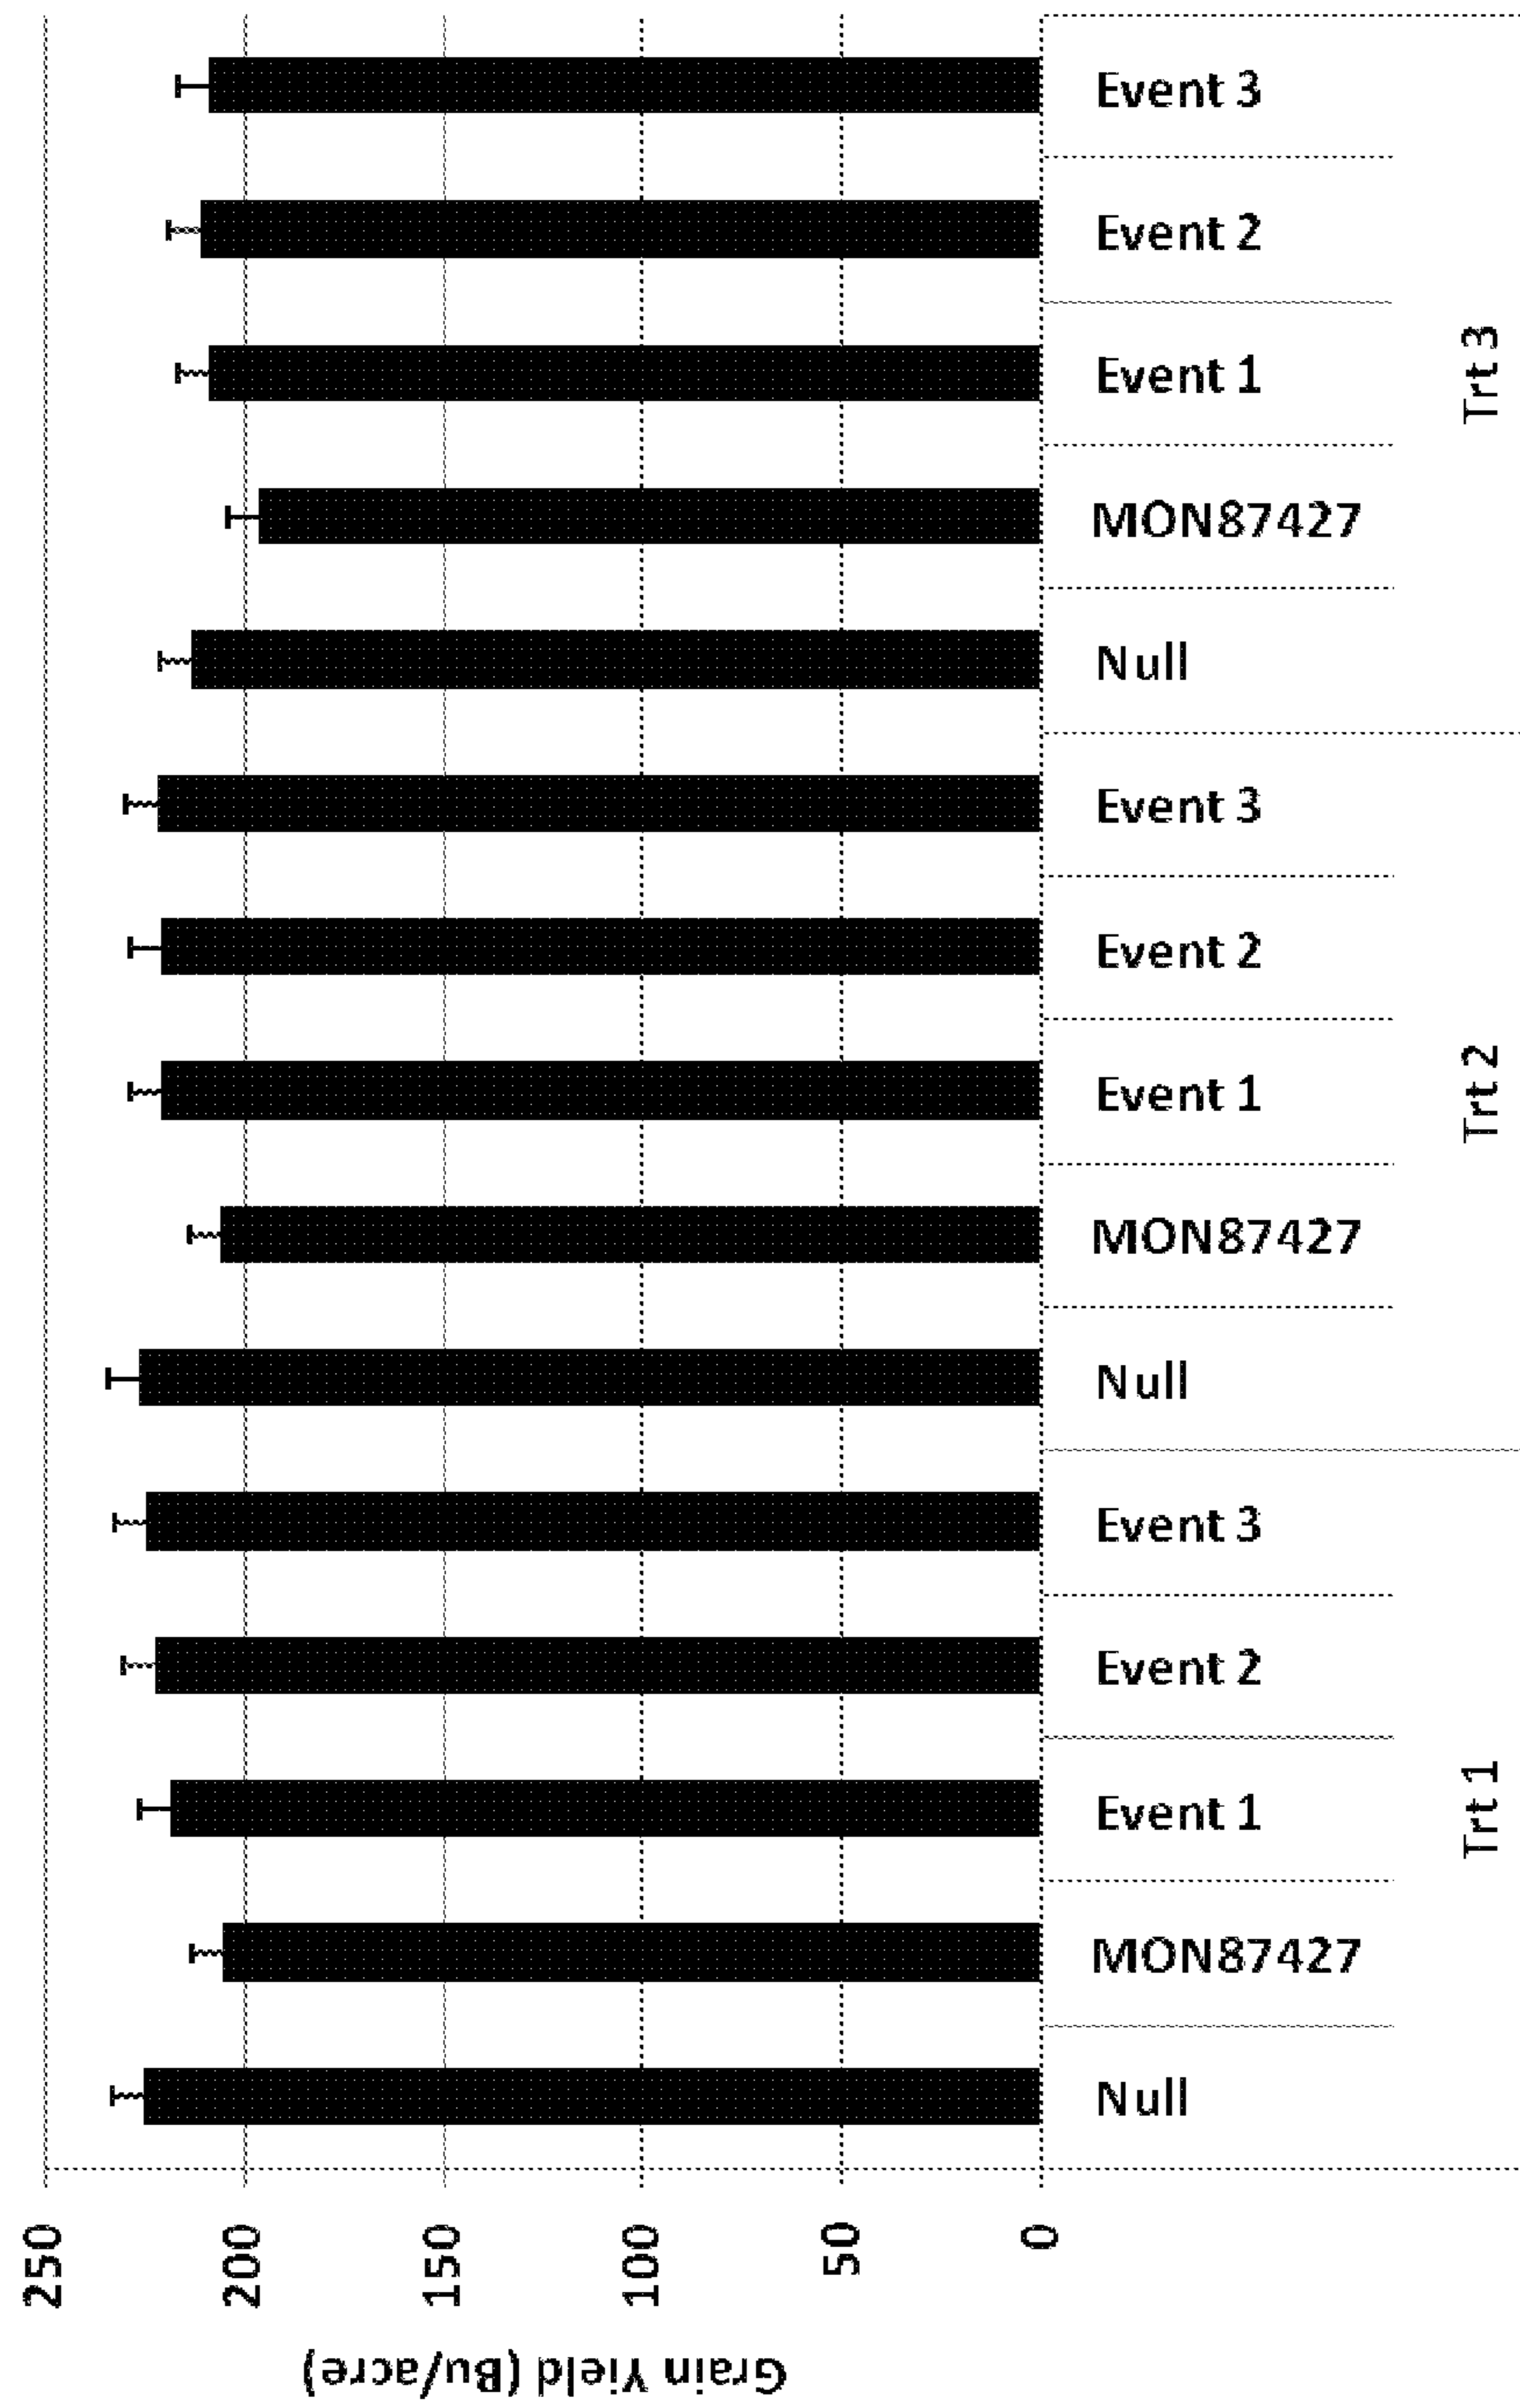 Grain Yield (Bu/acre)
250
200
150
100
50
0
Null
MON87427
Event 1
Event 2
Event 3
Null
MON87427
Event 1
Event 2
Event 3
Null
MON87427
Event 1
Event 2
Event 3
Trt 1
Trt 2
Trt 3